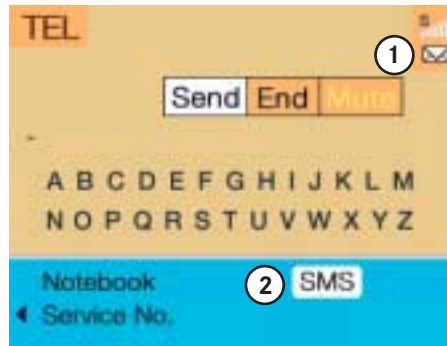 TEL
S
1
Send End Mute
-
A B C D E F G H I J K L M
N O P Q R S T U V W X Y Z
Notebook 2 SMS
Service No.